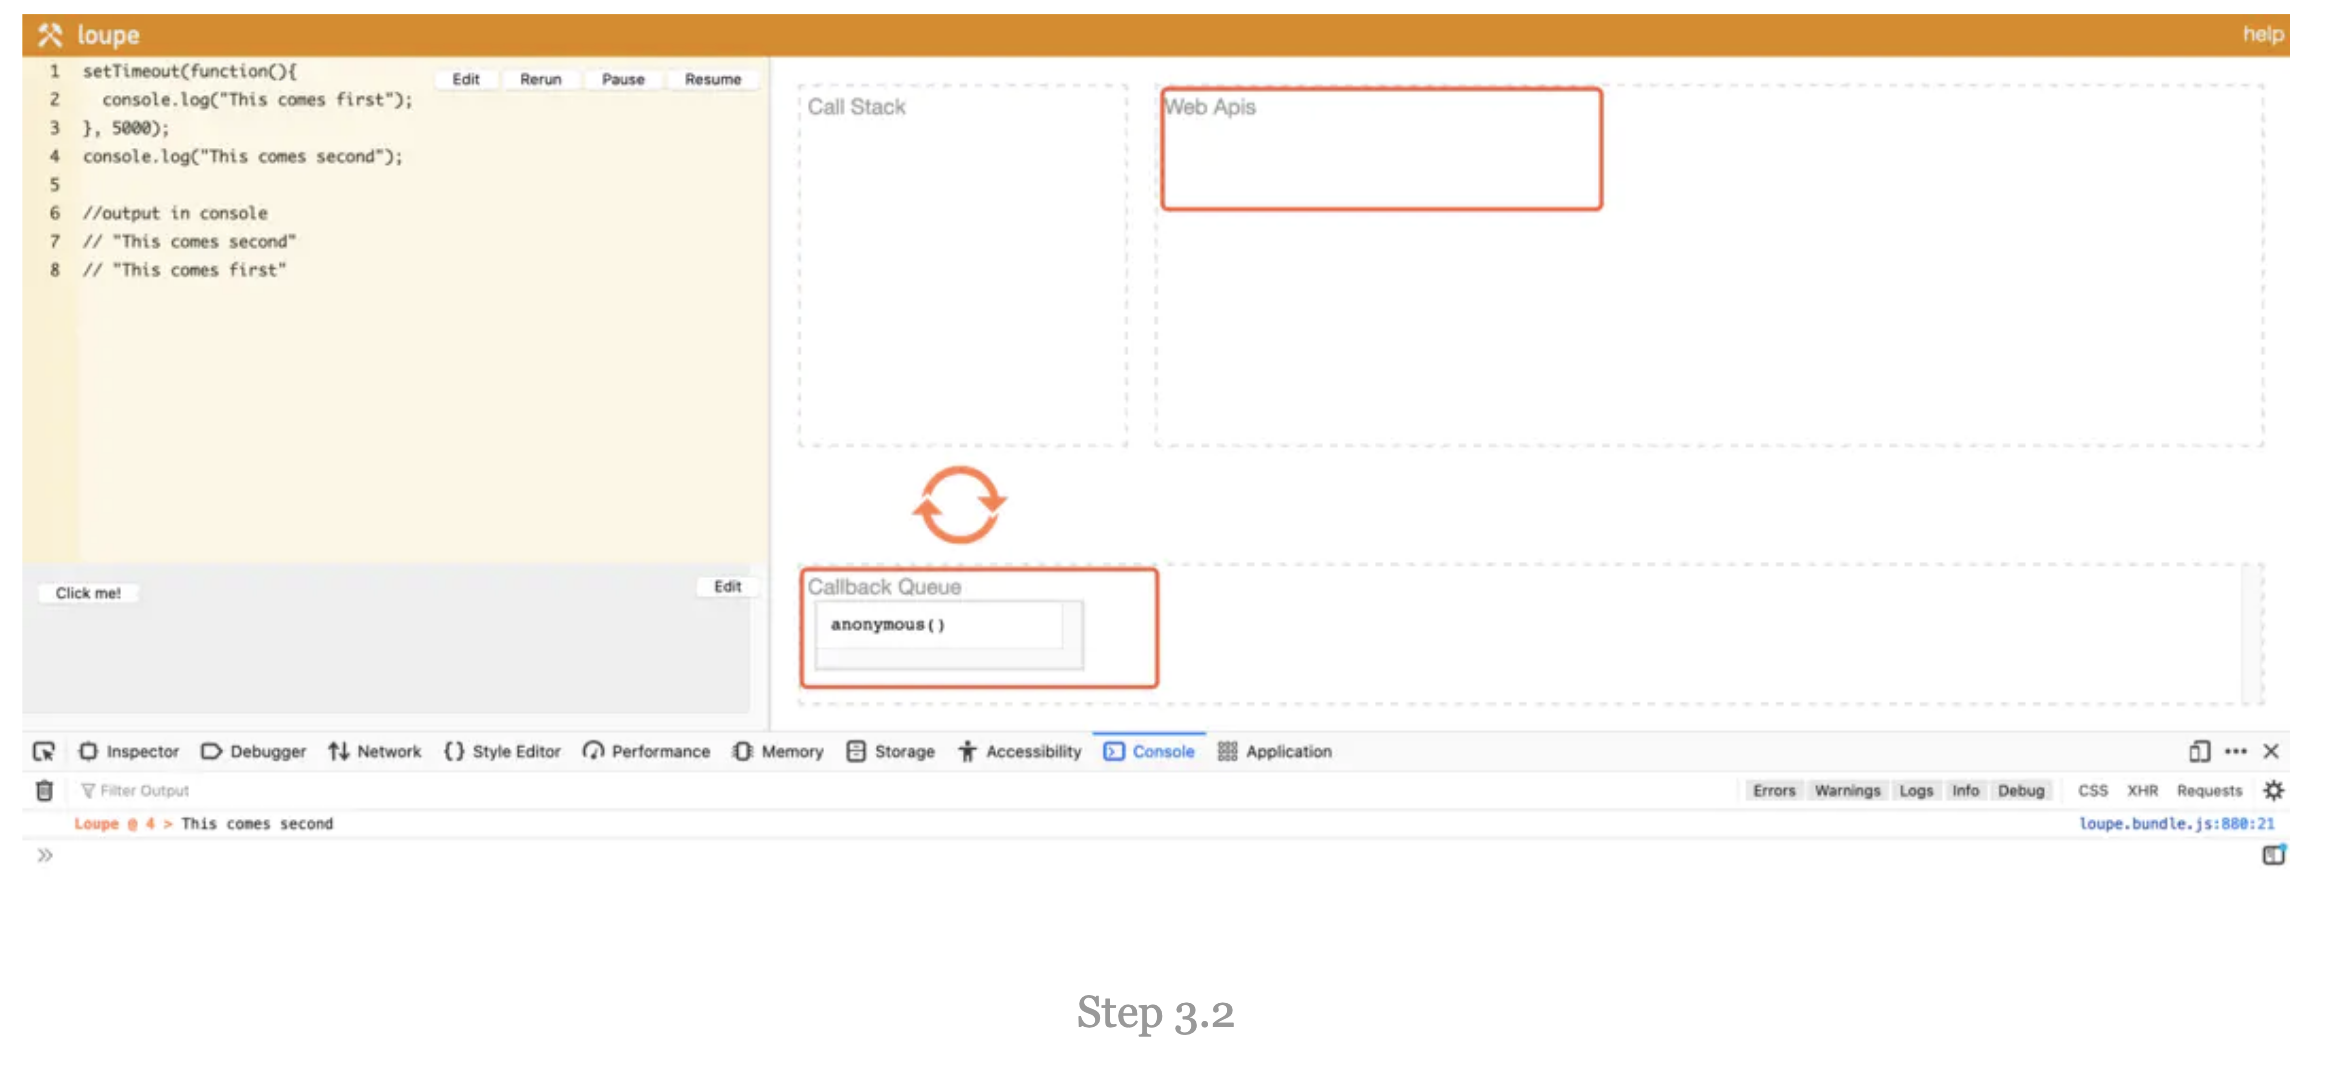 loupe
help
1 setTimeout(function(){
2 console.log("This comes first");
3 }, 5000);
4 console.log("This comes second");
5
6 //output in console
7 // "This comes second"
8 // "This comes first"
Edit Rerun Pause Resume
Call Stack
Web Apis
Click me!
Edit
Callback Queue
anonymous()
Inspector Debugger Network Style Editor Performance Memory Storage Accessibility Console Application
Filter Output Errors Warnings Logs Info Debug CSS XHR Requests
Loupe @ 4 > This comes second loupe.bundle.js:880:21
Step 3.2